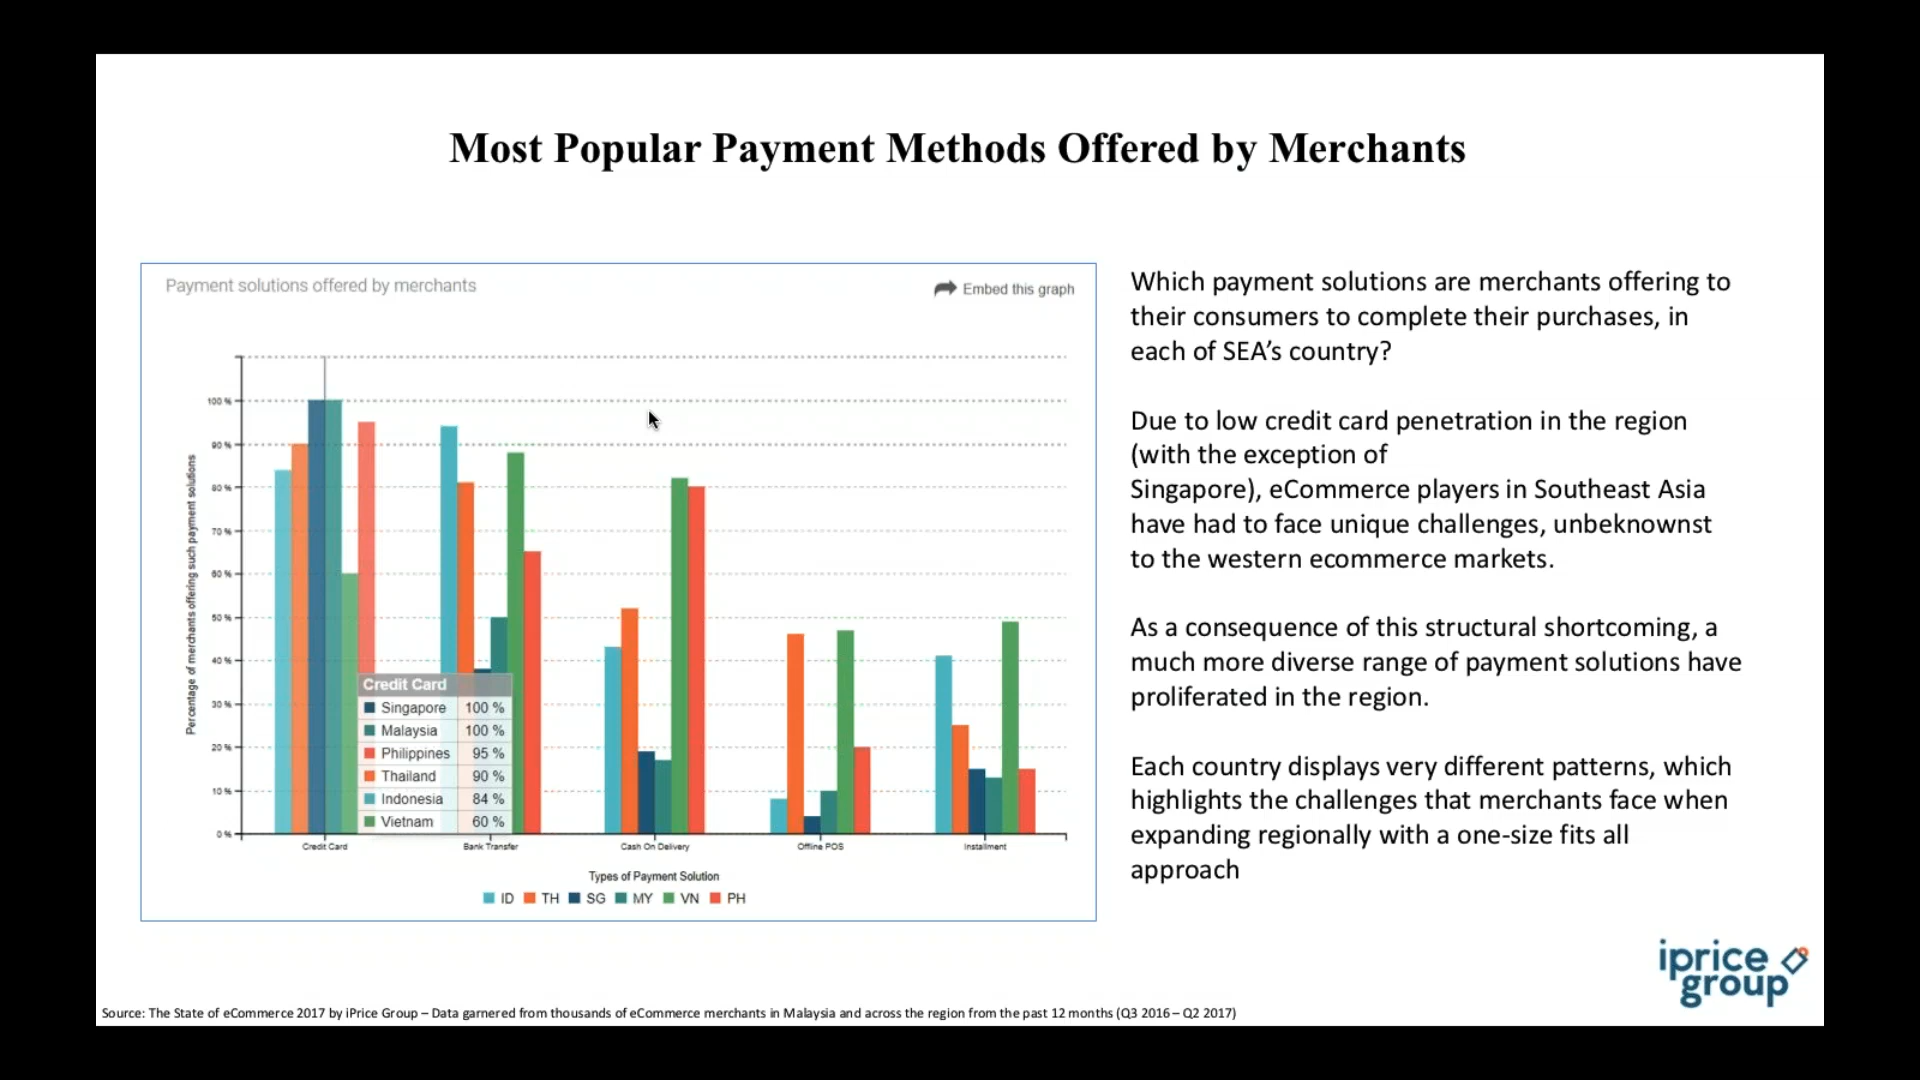 Most Popular Payment Methods Offered by Merchants
Payment solutions offered by merchants
Embed this graph
Percentage of merchants offering such payment solutions
100 %
90 %
80 %
70 %
60 %
50 %
40 %
30 %
20 %
10 %
0 %
Credit Card
Singapore 100 %
Malaysia 100 %
Philippines 95 %
Thailand 90 %
Indonesia 84 %
Vietnam 60 %
Credit Card
Bank Transfer
Cash On Delivery
Offline POS
Installment
Types of Payment Solution
ID TH SG MY VN PH
Which payment solutions are merchants offering to
their consumers to complete their purchases, in
each of SEA’s country?
Due to low credit card penetration in the region
(with the exception of
Singapore), eCommerce players in Southeast Asia
have had to face unique challenges, unbeknownst
to the western ecommerce markets.
As a consequence of this structural shortcoming, a
much more diverse range of payment solutions have
proliferated in the region.
Each country displays very different patterns, which
highlights the challenges that merchants face when
expanding regionally with a one-size fits all
approach
iprice
group
Source: The State of eCommerce 2017 by iPrice Group – Data garnered from thousands of eCommerce merchants in Malaysia and across the region from the past 12 months (Q3 2016 – Q2 2017)